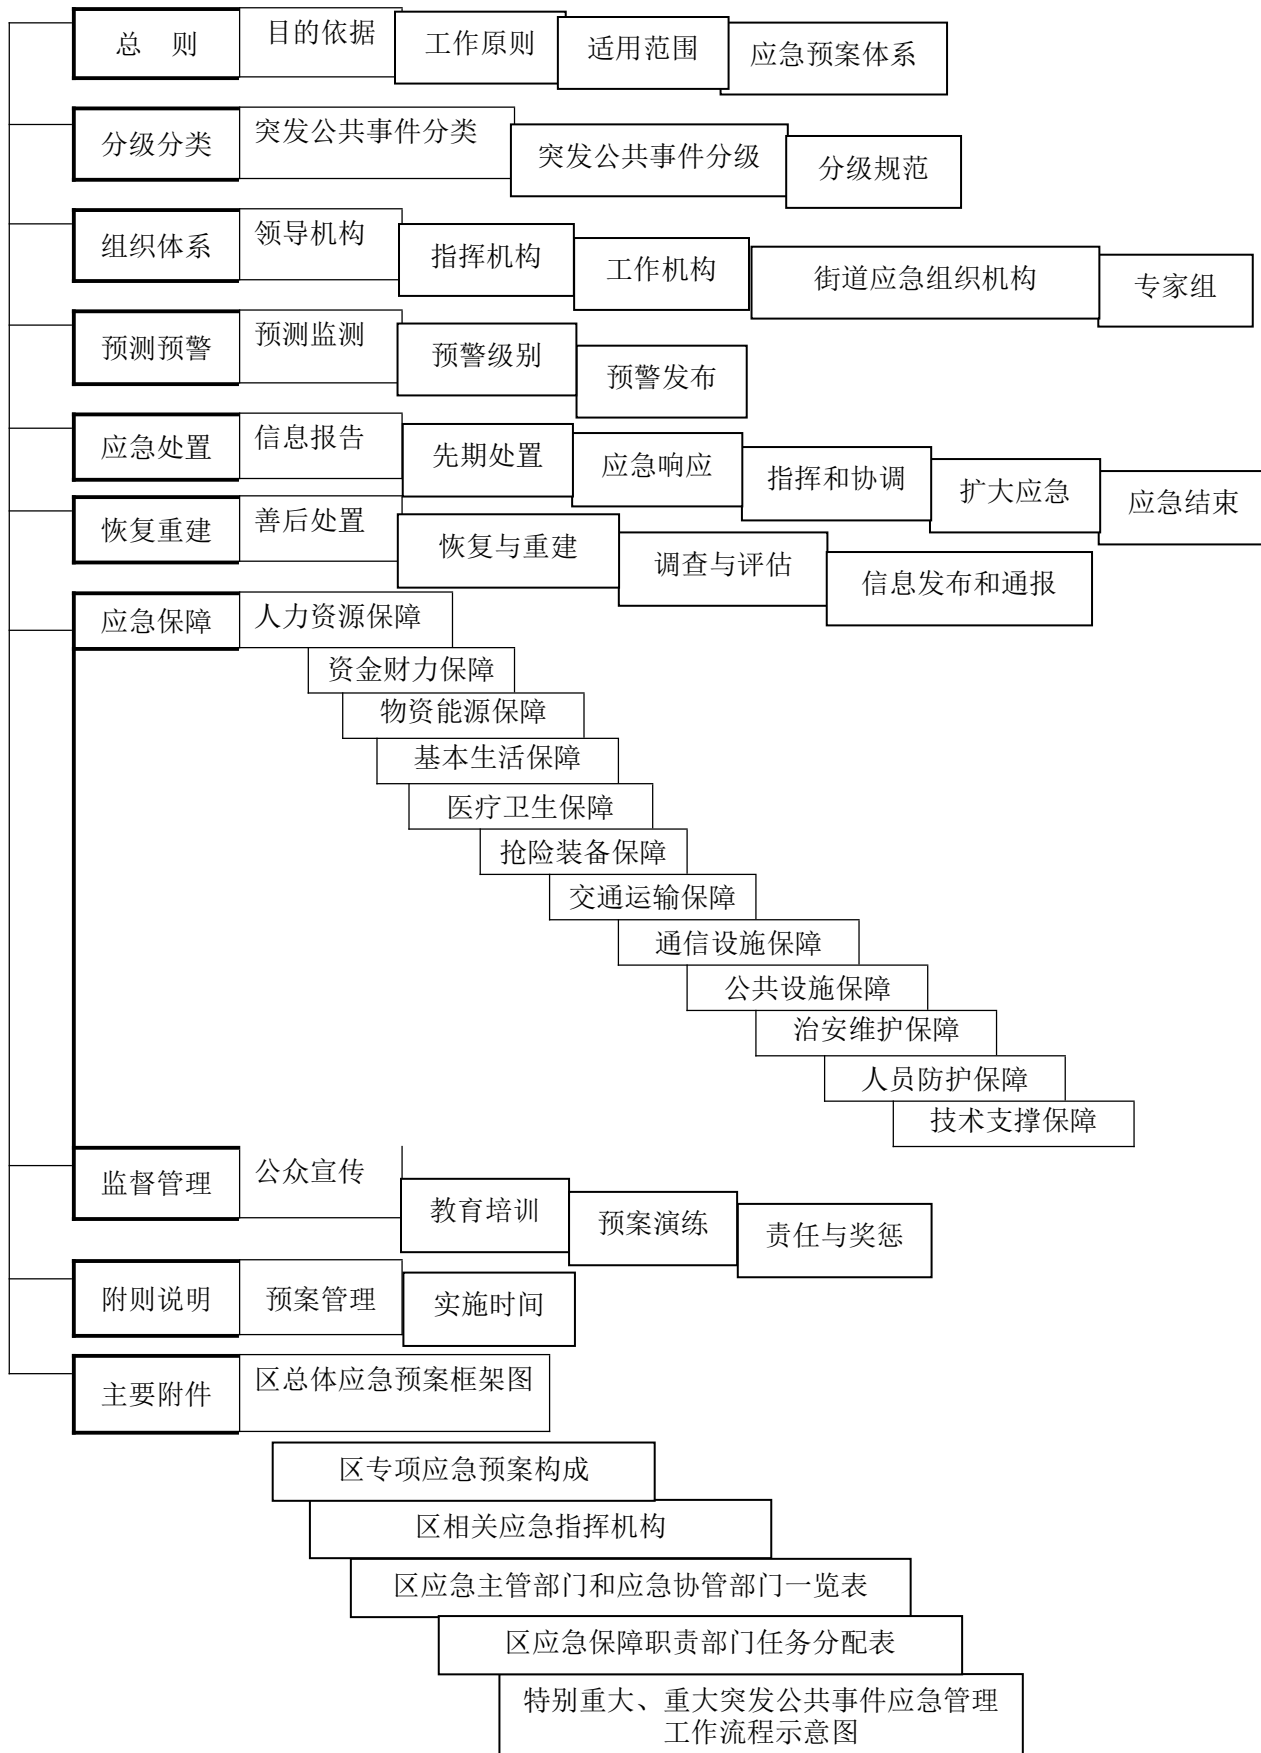 总 则
目的依据
工作原则
适用范围
应急预案体系
分级分类
突发公共事件分类
突发公共事件分级
分级规范
组织体系
领导机构
指挥机构
工作机构
街道应急组织机构
专家组
预测预警
预测监测
预警级别
预警发布
应急处置
信息报告
先期处置
应急响应
指挥和协调
扩大应急
应急结束
恢复重建
善后处置
恢复与重建
调查与评估
信息发布和通报
应急保障
人力资源保障
资金财力保障
物资能源保障
基本生活保障
医疗卫生保障
抢险装备保障
交通运输保障
通信设施保障
公共设施保障
治安维护保障
人员防护保障
技术支撑保障
监督管理
公众宣传
教育培训
预案演练
责任与奖惩
附则说明
预案管理
实施时间
主要附件
区总体应急预案框架图
区专项应急预案构成
区相关应急指挥机构
区应急主管部门和应急协管部门一览表
区应急保障职责部门任务分配表
特别重大、重大突发公共事件应急管理
工作流程示意图